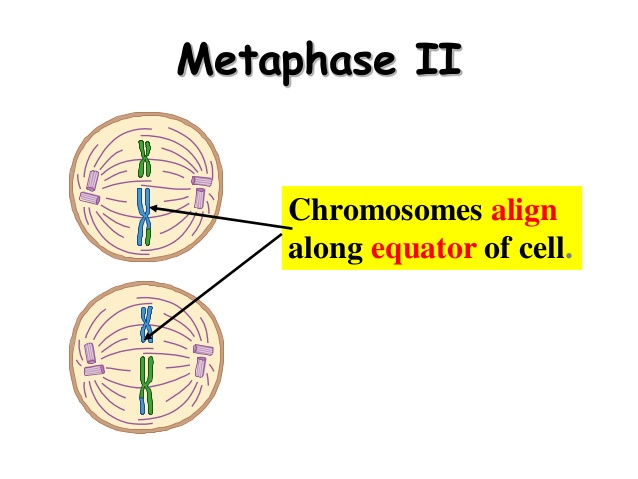 Metaphase II
Chromosomes align
along equator of cell.